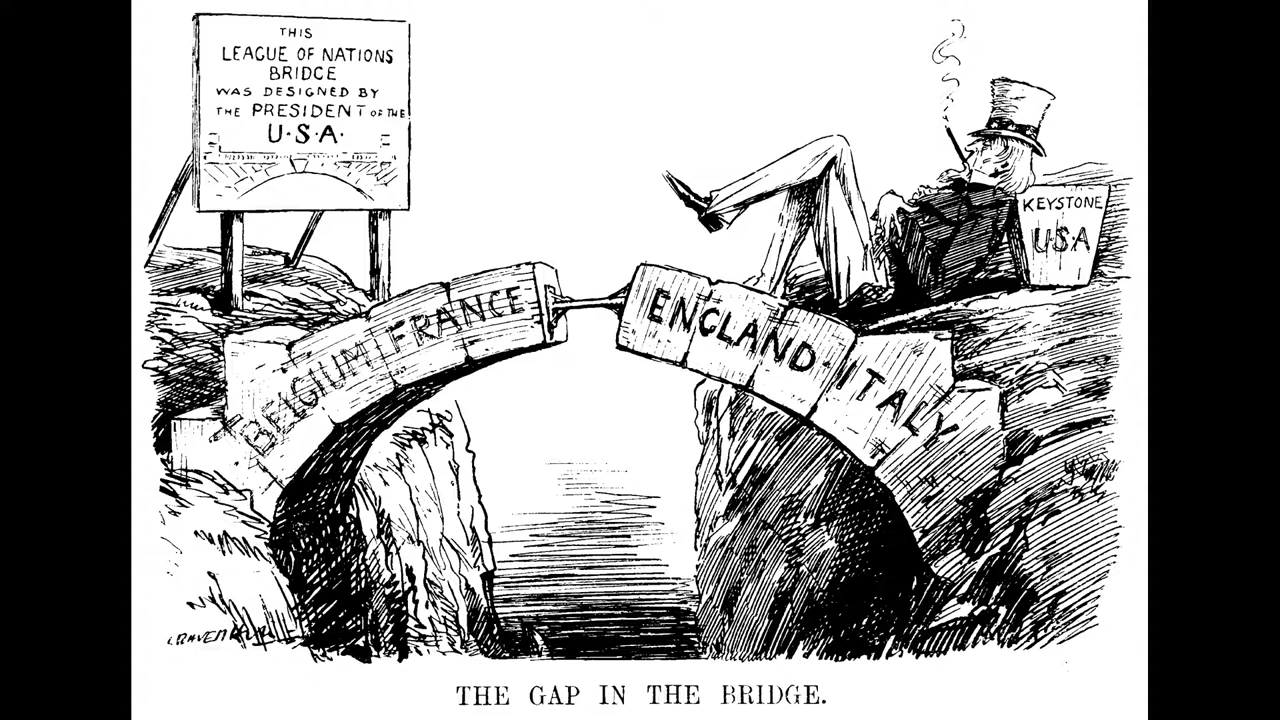 THIS
LEAGUE OF NATIONS
BRIDGE
WAS DESIGNED BY
THE PRESIDENT OF THE
U.S.A.
KEYSTONE
U.S.A
BELGIUM FRANCE
ENGLAND. ITALY
THE GAP IN THE BRIDGE.